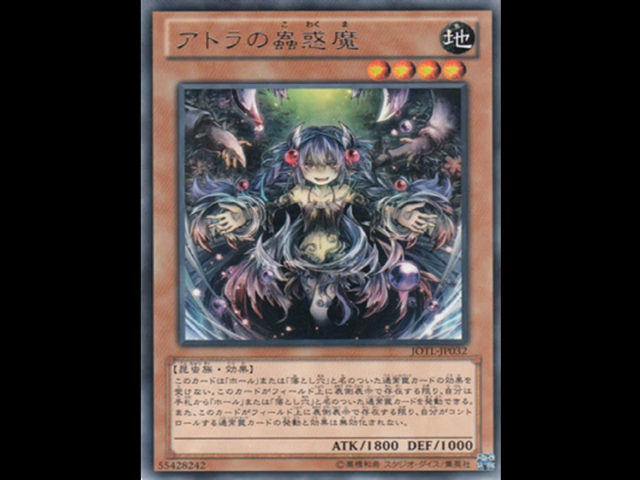 こ わく ま
アトラの蟲惑魔
地
JOTL-JP032
【昆虫族・効果】
このカードは「ホール」または「落とし穴」と名のついた通常罠カードの効果を
受けない。このカードがフィールド上に表側表示で存在する限り、自分は
手札から「ホール」または「落とし穴」と名のついた通常罠カードを発動できる。
また、このカードがフィールド上に表側表示で存在する限り、自分がコント
ロールする通常罠カードの発動と効果は無効化されない。
ATK/1800 DEF/1000
55428242
©高橋和希 スタジオ・ダイス/集英社